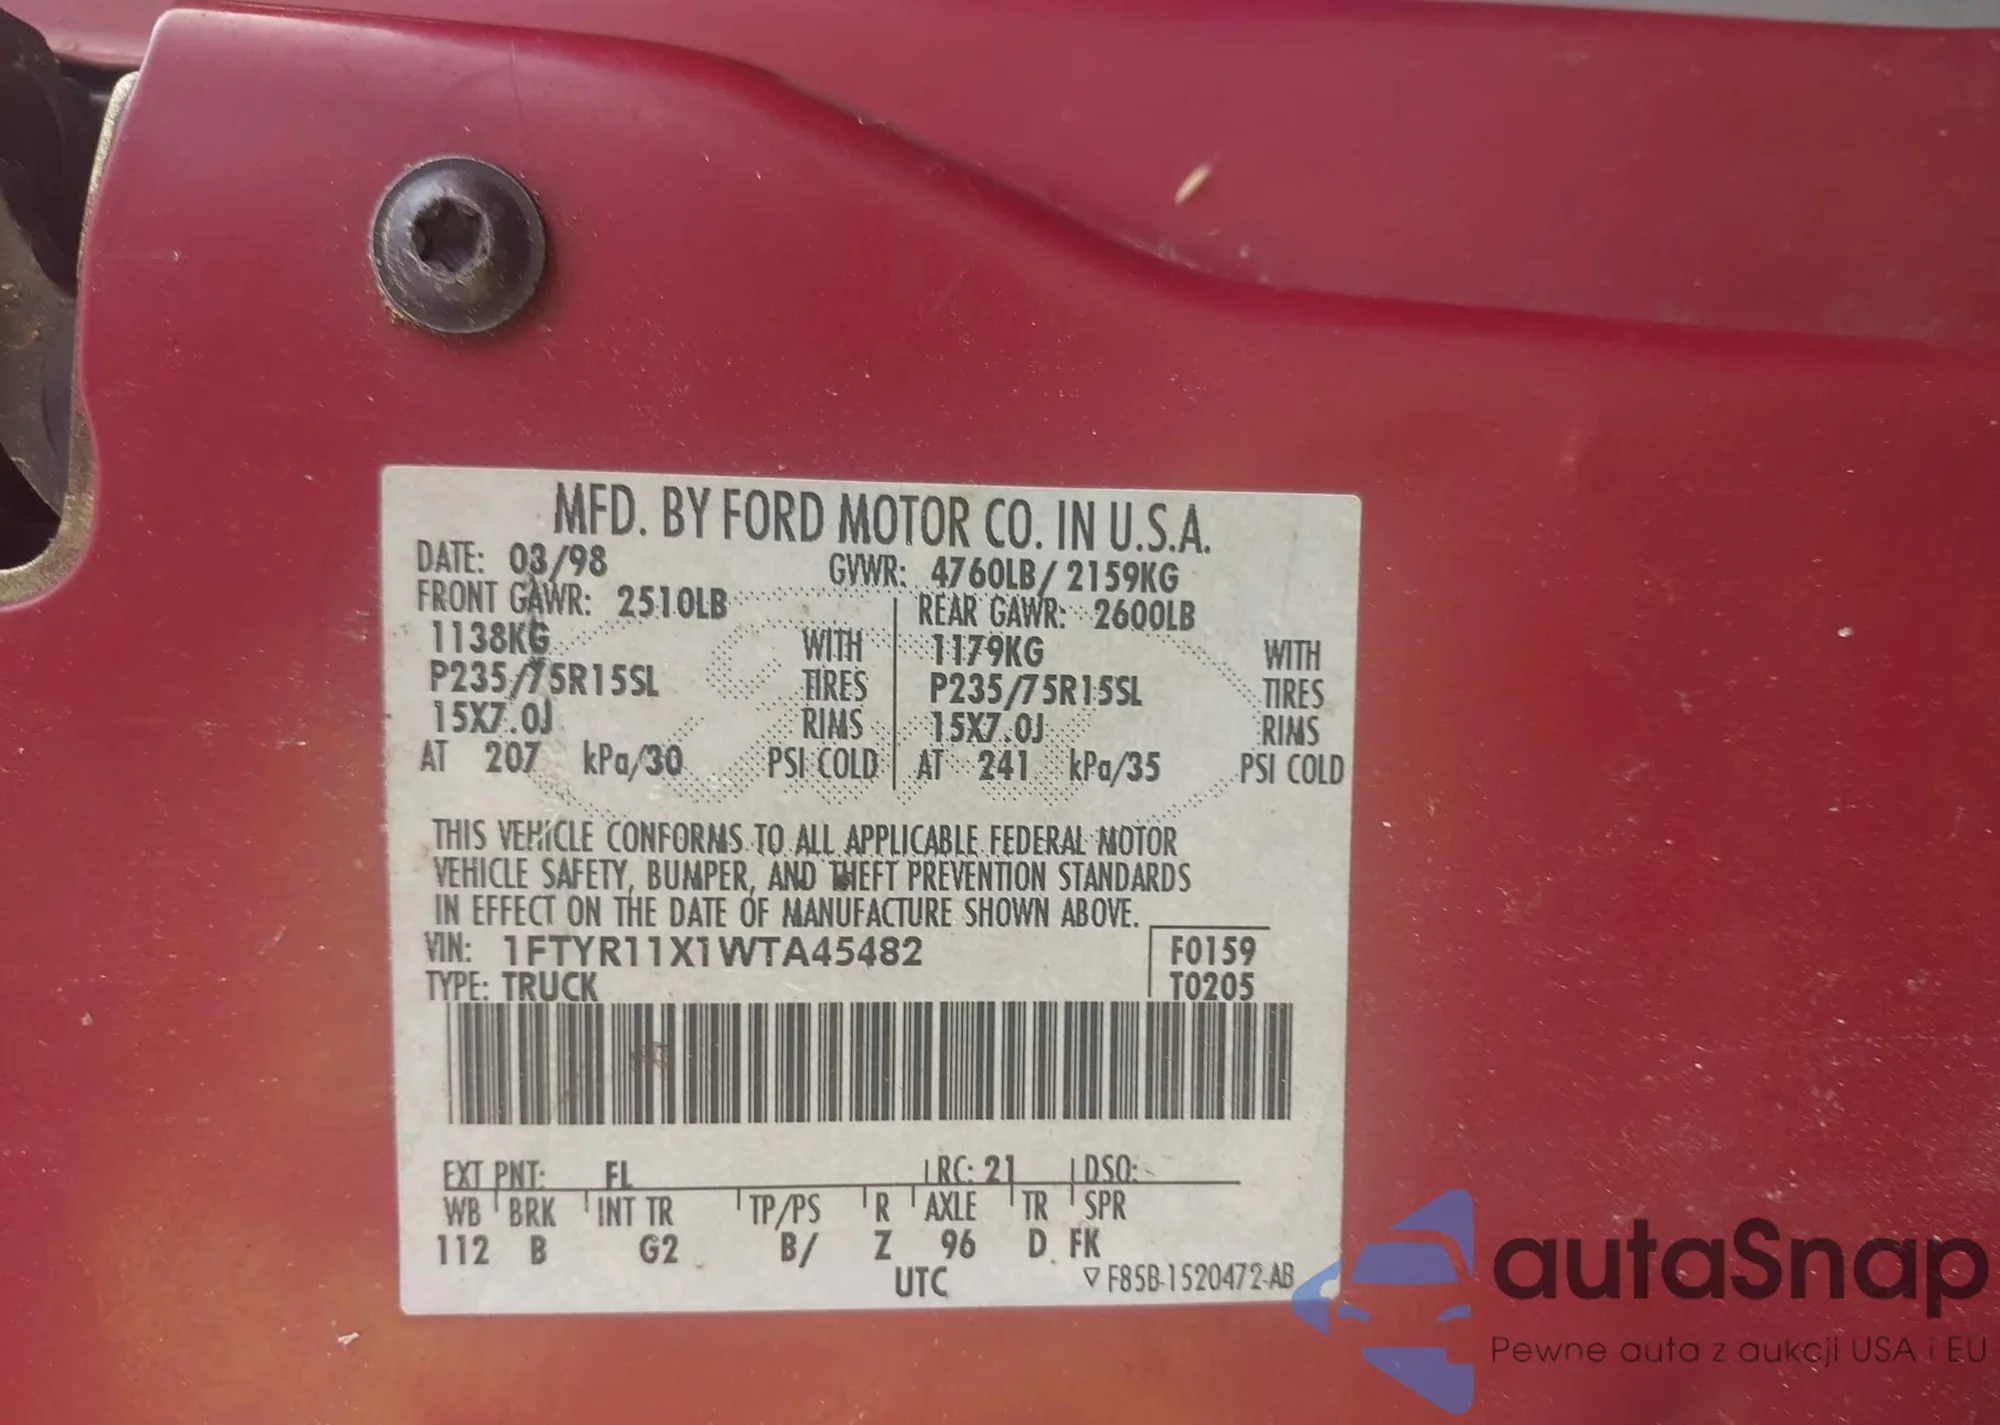 MFD. BY FORD MOTOR CO. IN U.S.A.
DATE: 03/98 GVWR: 4760LB/ 2159KG
FRONT GAWR: 2510LB REAR GAWR: 2600LB
1138KG WITH 1179KG WITH
P235/75R15SL TIRES P235/75R15SL TIRES
15X7.0J RIMS 15X7.0J RIMS
AT 207 kPa/30 PSI COLD AT 241 kPa/35 PSI COLD
THIS VEHICLE CONFORMS TO ALL APPLICABLE FEDERAL MOTOR
VEHICLE SAFETY, BUMPER, AND THEFT PREVENTION STANDARDS
IN EFFECT ON THE DATE OF MANUFACTURE SHOWN ABOVE.
VIN: 1FTYR11X1WTA45482 F0159
TYPE: TRUCK T0205
EXT PNT: FL RC: 21 DSO:
WB BRK INT TR TP/PS R AXLE TR SPR
112 B G2 B/ Z 96 D FK
UTC ▽F85B-1520472-AB
autaSnap
Pewne auta z aukcji USA i EU